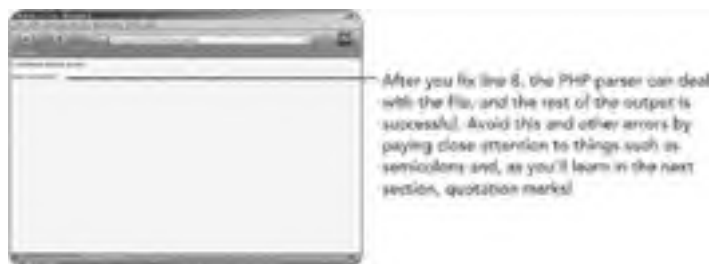 After you fix line 8, the PHP parser can deal
with the file, and the rest of the output is
successful. Avoid this and other errors by
paying close attention to things such as
semicolons and, as you'll learn in the next
section, quotation marks!